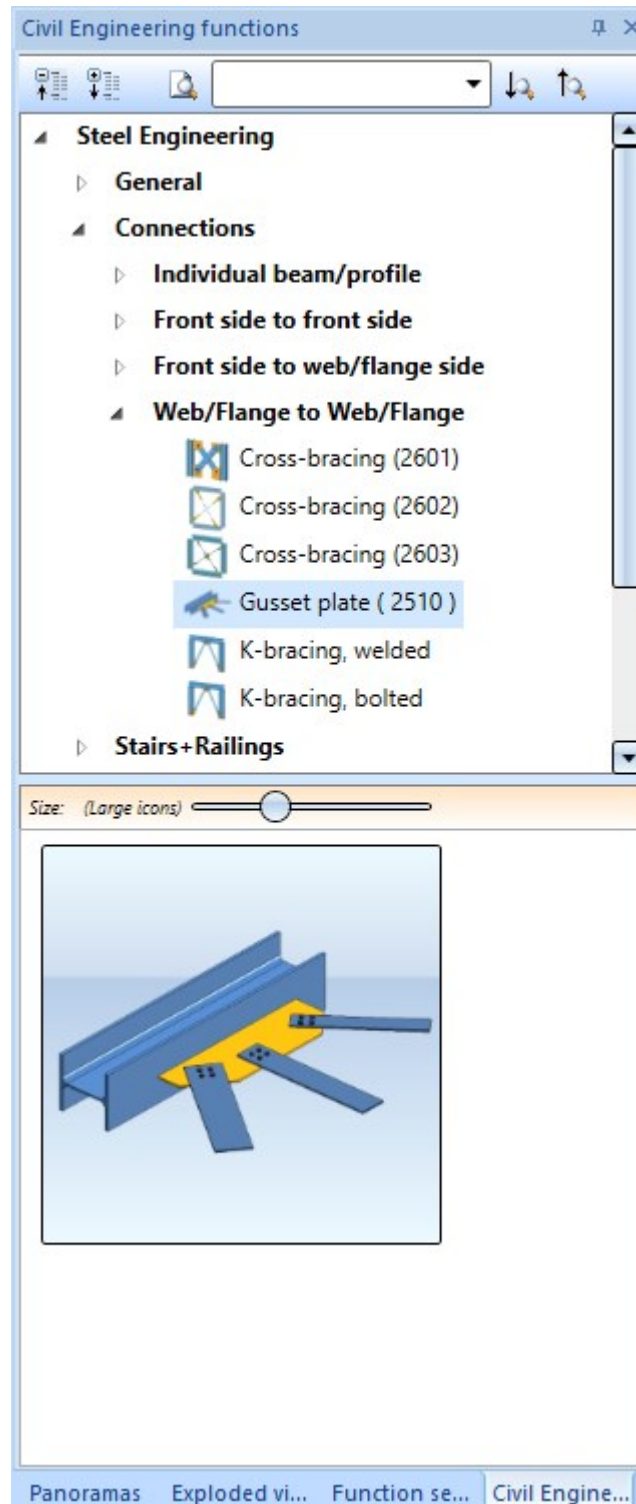 Civil Engineering functions
Steel Engineering
General
Connections
Individual beam/profile
Front side to front side
Front side to web/flange side
Web/Flange to Web/Flange
Cross-bracing (2601)
Cross-bracing (2602)
Cross-bracing (2603)
Gusset plate ( 2510 )
K-bracing, welded
K-bracing, bolted
Stairs+Railings
Size: (Large icons)
Panoramas Exploded vi... Function se... Civil Engine...